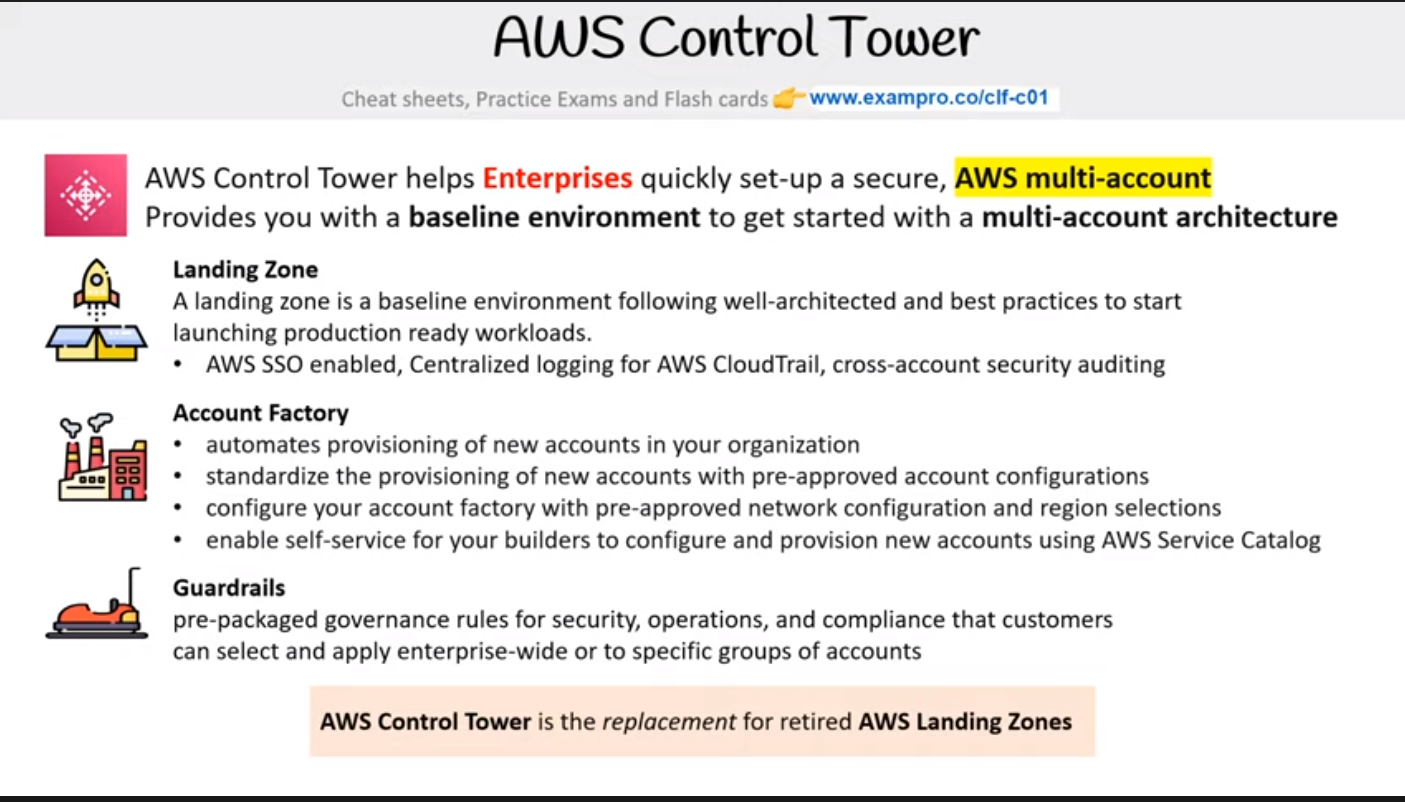 AWS Control Tower
Cheat sheets, Practice Exams and Flash cards 👉 www.exampro.co/clf-c01
AWS Control Tower helps Enterprises quickly set-up a secure, AWS multi-account
Provides you with a baseline environment to get started with a multi-account architecture
Landing Zone
A landing zone is a baseline environment following well-architected and best practices to start
launching production ready workloads.
• AWS SSO enabled, Centralized logging for AWS CloudTrail, cross-account security auditing
Account Factory
• automates provisioning of new accounts in your organization
• standardize the provisioning of new accounts with pre-approved account configurations
• configure your account factory with pre-approved network configuration and region selections
• enable self-service for your builders to configure and provision new accounts using AWS Service Catalog
Guardrails
pre-packaged governance rules for security, operations, and compliance that customers
can select and apply enterprise-wide or to specific groups of accounts
AWS Control Tower is the replacement for retired AWS Landing Zones